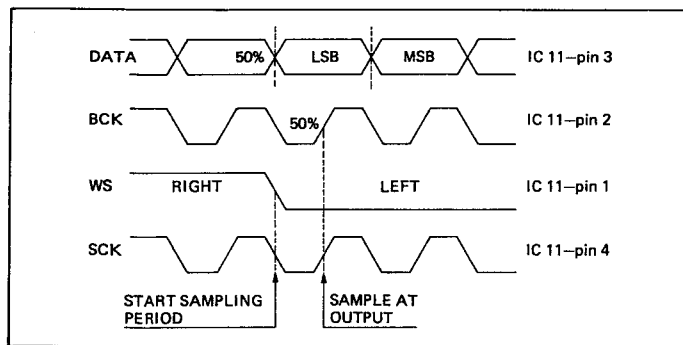 DATA 50% LSB MSB IC 11-pin 3
BCK 50% IC 11-pin 2
WS RIGHT LEFT IC 11-pin 1
SCK IC 11-pin 4
START SAMPLING PERIOD
SAMPLE AT OUTPUT